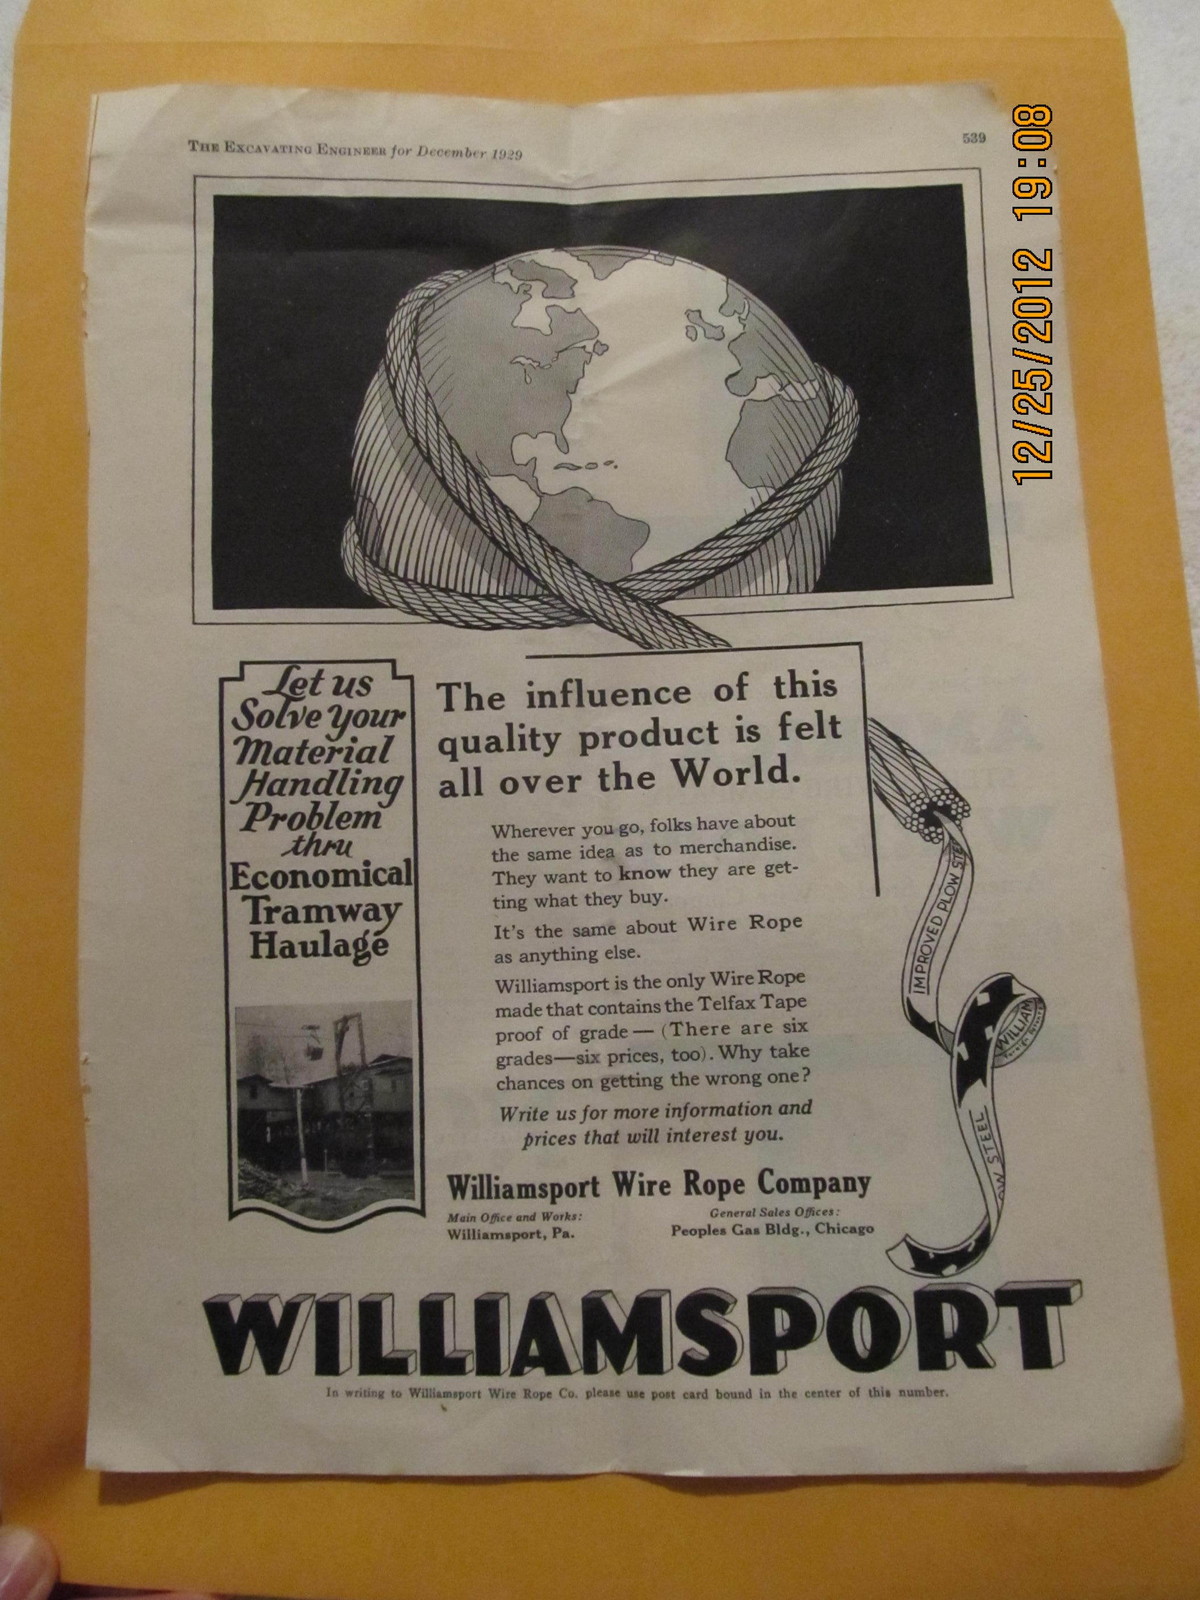 THE EXCAVATING ENGINEER for December 1929
539
12/25/2012 19:08
Let us
Solve your
Material
Handling
Problem
thru
Economical
Tramway
Haulage
The influence of this
quality product is felt
all over the World.
Wherever you go, folks have about
the same idea as to merchandise.
They want to know they are get-
ting what they buy.
It's the same about Wire Rope
as anything else.
Williamsport is the only Wire Rope
made that contains the Telfax Tape
proof of grade — (There are six
grades—six prices, too). Why take
chances on getting the wrong one?
Write us for more information and
prices that will interest you.
Williamsport Wire Rope Company
Main Office and Works:
Williamsport, Pa.
General Sales Offices:
Peoples Gas Bldg., Chicago
IMPROVED PLOW STE
WILLIAM
OW STEEL
WILLIAMSPORT
In writing to Williamsport Wire Rope Co. please use post card bound in the center of this number.